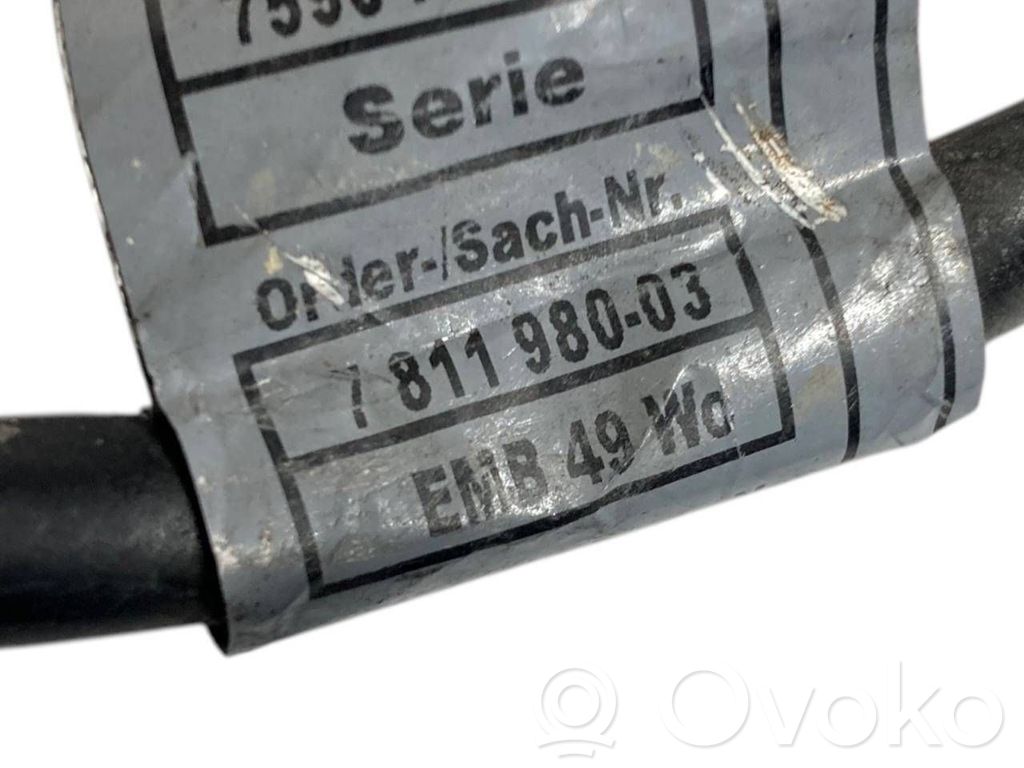 Serie
Order-/Sach-Nr.
7 811 980-03
EMB 49 Wo
Ovoko